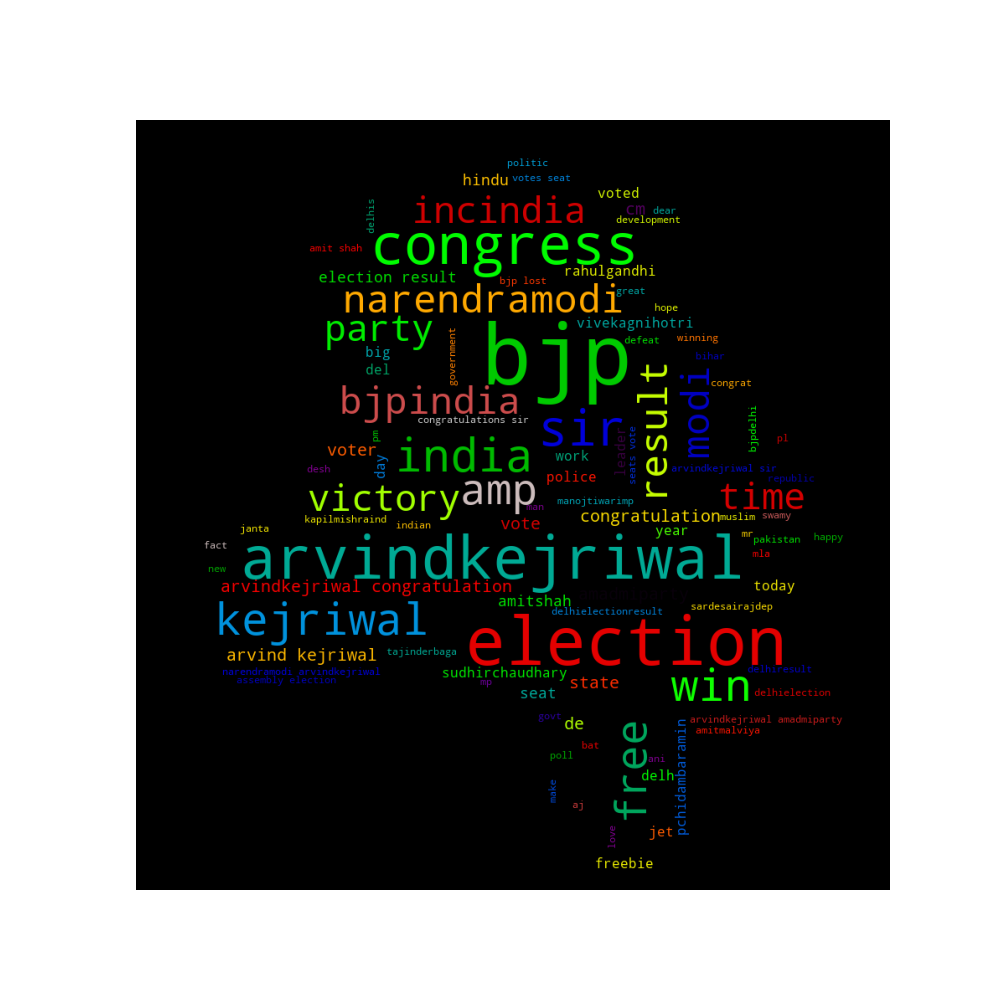 politic
hindu
votes seat
voted
delhis
incindia
cm
dear
development
congress
amit shah
election result
bjp lost
rahulgandhi
narendramodi
great
hope
party
vivekagnihotri
government
bjp
defeat
winning
big
del
bihar
result
modi
congrat
bjpindia
congratulations sir
sir
bjpdelhi
pm
leader
seats vote
pl
voter
day
india
work
desh
arvindkejriwal sir
police
republic
victory
amp
time
manojtiwarimp
man
kapilmishraind
indian
vote
congratulation
muslim
swamy
janta
year
mr
pakistan
happy
fact
arvindkejriwal
mla
new
arvindkejriwal congratulation
today
amitshah
sardesairajdep
kejriwal
delhielectionresult
election
arvind kejriwal
tajinderbaga
narendramodi arvindkejriwal
assembly election
sudhirchaudhary
delhiresult
mp
state
win
seat
delhielection
govt
de
free
pchidambaramin
arvindkejriwal amadmiparty
amitmalviya
bat
poll
ani
delh
make
aj
love
jet
freebie